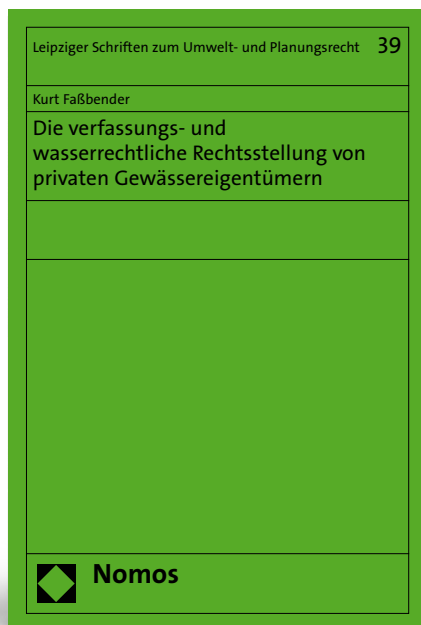 Leipziger Schriften zum Umwelt- und Planungsrecht 39
Kurt Faßbender
Die verfassungs- und
wasserrechtliche Rechtsstellung von
privaten Gewässereigentümern
Nomos